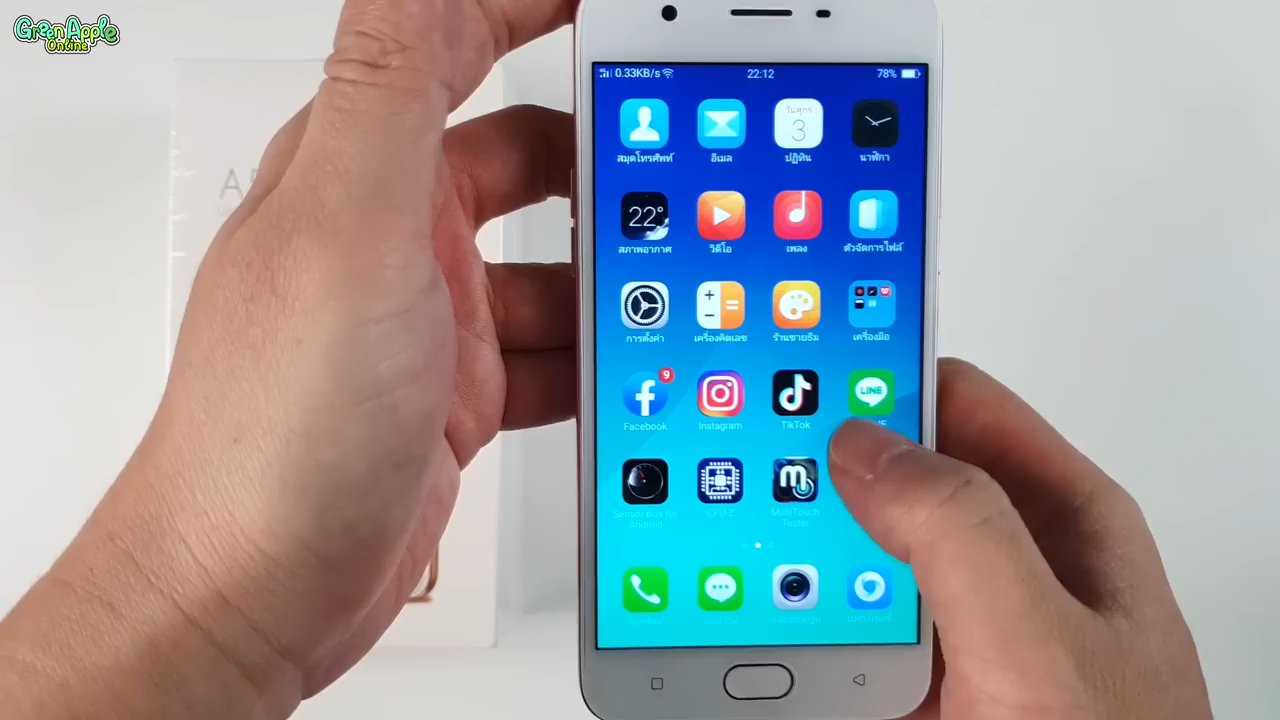 GreenApple
Online
0.33KB/s
22:12
78%
สมุดโทรศัพท์
อีเมล
วันศุกร์
3
ปฏิทิน
นาฬิกา
22°
สภาพอากาศ
วิดีโอ
เพลง
ตัวจัดการไฟล์
การตั้งค่า
เครื่องคิดเลข
ร้านขายธีม
เครื่องมือ
9
Facebook
Instagram
TikTok
LINE
Sensor Box for
Android
CPU-Z
MultiTouch
Tester